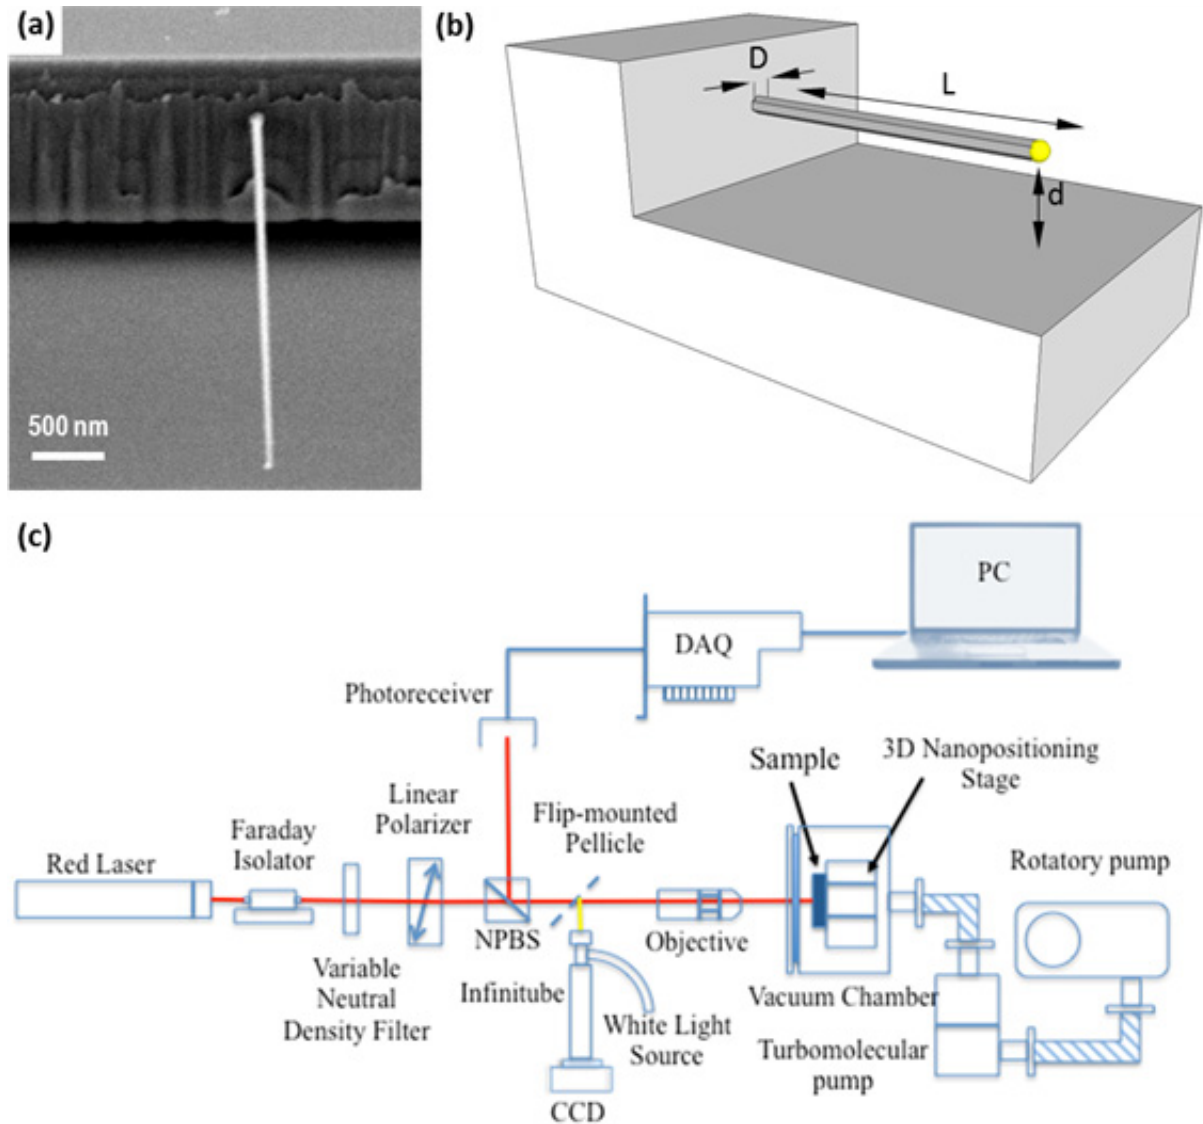 (a)
500 nm
(b)
D
L
d
(c)
PC
DAQ
Photoreceiver
Sample
3D Nanopositioning
Stage
Linear
Polarizer
Flip-mounted
Pellicle
Faraday
Isolator
Red Laser
Rotatory pump
NPBS
Objective
Variable
Neutral
Density Filter
Infinitube
White Light
Source
Vacuum Chamber
Turbomolecular
pump
CCD